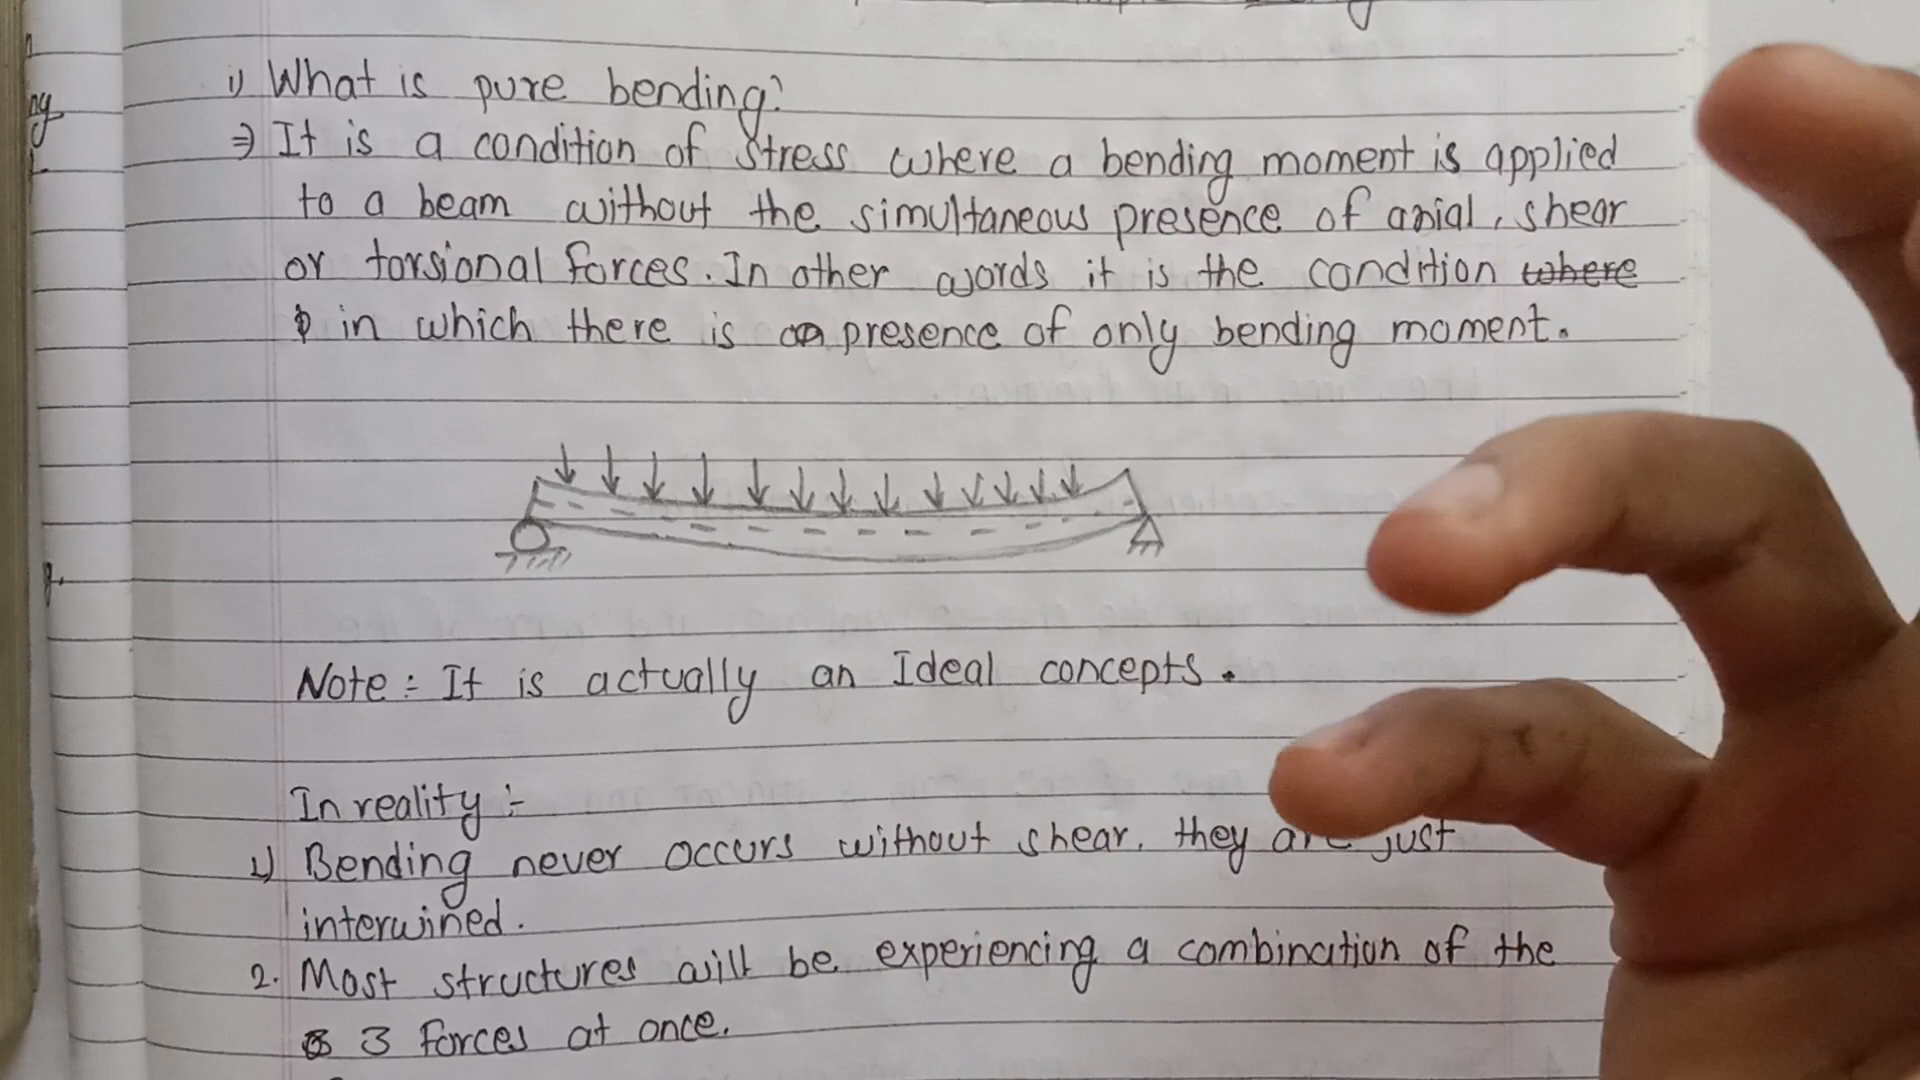 1) What is pure bending?
⇒ It is a condition of stress where a bending moment is applied
to a beam without the simultaneous presence of axial, shear
or torsional forces. In other words it is the condition where
in which there is presence of only bending moment.
Note :- It is actually an Ideal concepts.
In reality :-
1) Bending never occurs without shear, they are just
interwined.
2. Most structures will be experiencing a combination of the
3 forces at once.